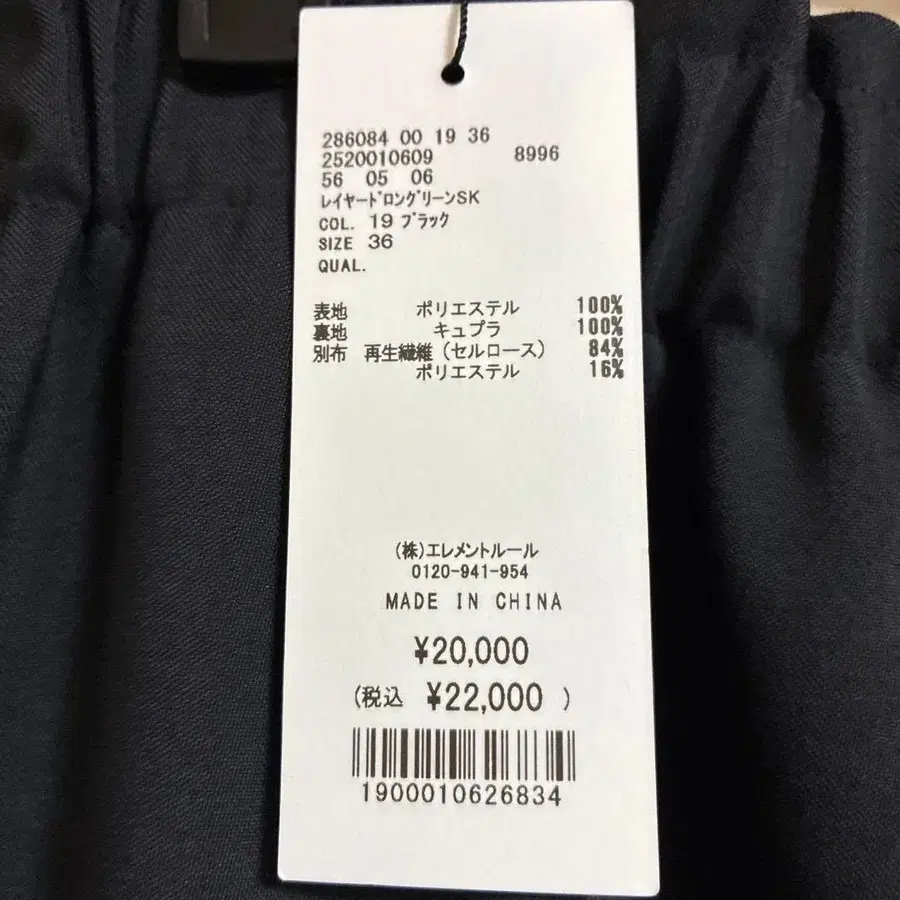 286084 00 19 36
2520010609 8996
56 05 06
レイヤードロングリーンSK
COL. 19 ブラック
SIZE 36
QUAL.
表地 ポリエステル 100%
裏地 キュプラ 100%
別布 再生繊維(セルロース) 84%
ポリエステル 16%
(株)エレメントルール
0120-941-954
MADE IN CHINA
¥20,000
(税込 ¥22,000 )
1900010626834